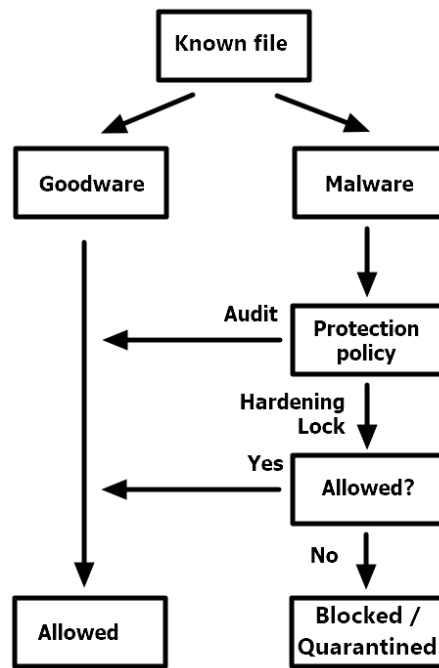 Known file
Goodware
Malware
Audit
Protection
policy
Hardening
Lock
Yes
Allowed?
No
Allowed
Blocked /
Quarantined